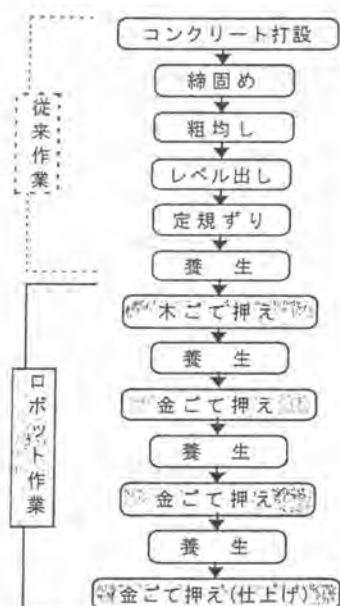 コンクリート打設
締固め
粗均し
レベル出し
定規ずり
養生
木ごて押え
養生
金ごて押え
養生
金ごて押え
養生
金ごて押え(仕上げ)
従来作業
ロボット作業